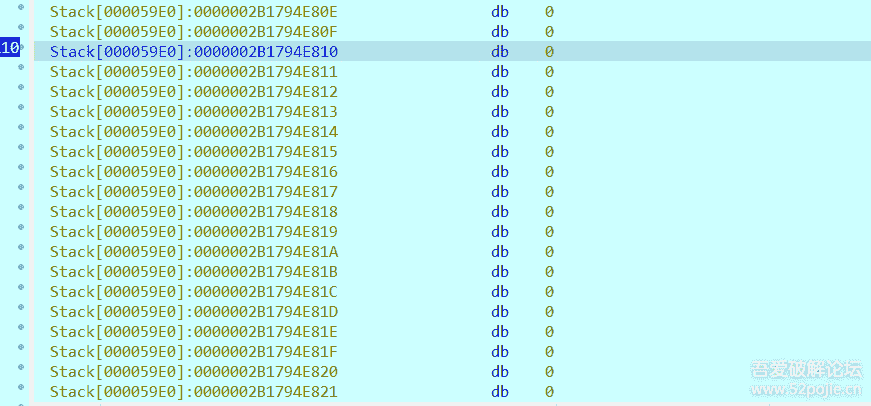 Stack[000059E0]:0000002B1794E80E db 0
Stack[000059E0]:0000002B1794E80F db 0
10 Stack[000059E0]:0000002B1794E810 db 0
Stack[000059E0]:0000002B1794E811 db 0
Stack[000059E0]:0000002B1794E812 db 0
Stack[000059E0]:0000002B1794E813 db 0
Stack[000059E0]:0000002B1794E814 db 0
Stack[000059E0]:0000002B1794E815 db 0
Stack[000059E0]:0000002B1794E816 db 0
Stack[000059E0]:0000002B1794E817 db 0
Stack[000059E0]:0000002B1794E818 db 0
Stack[000059E0]:0000002B1794E819 db 0
Stack[000059E0]:0000002B1794E81A db 0
Stack[000059E0]:0000002B1794E81B db 0
Stack[000059E0]:0000002B1794E81C db 0
Stack[000059E0]:0000002B1794E81D db 0
Stack[000059E0]:0000002B1794E81E db 0
Stack[000059E0]:0000002B1794E81F db 0
Stack[000059E0]:0000002B1794E820 db 0
Stack[000059E0]:0000002B1794E821 db 0
吾爱破解论坛
www.52pojie.cn